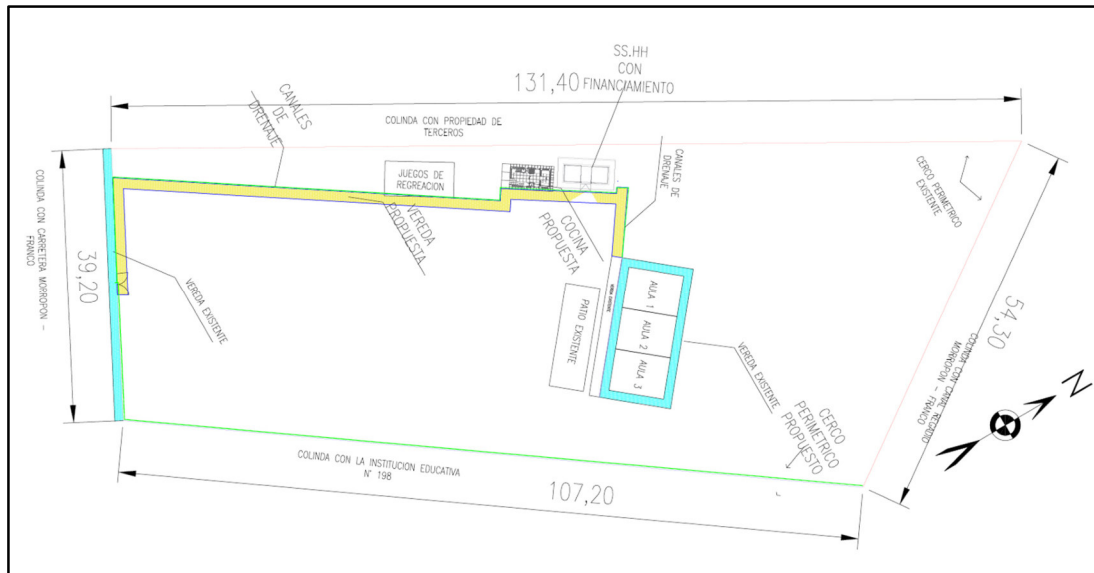 SS.HH
CON
FINANCIAMIENTO
131,40
CANALES
DE
DRENAJE
COLINDA CON PROPIEDAD DE
TERCEROS
JUEGOS DE
RECREACION
CANALES DE
DRENAJE
CERCO PERIMETRICO
EXISTENTE
COLINDA CON CARRETERA MORROPON -
FRANCO
39,20
VEREDA EXISTENTE
VEREDA
PROPUESTA
COCINA
PROPUESTA
VEREDA EXISTENTE
PATIO EXISTENTE
AULA 1
AULA 2
AULA 3
VEREDA EXISTENTE
54,30
COLINDA CON CANAL REGADIO
MORROPON - FRANCO
N
CERCO
PERIMETRICO
PROPUESTO
COLINDA CON LA INSTITUCION EDUCATIVA
N° 198
107,20